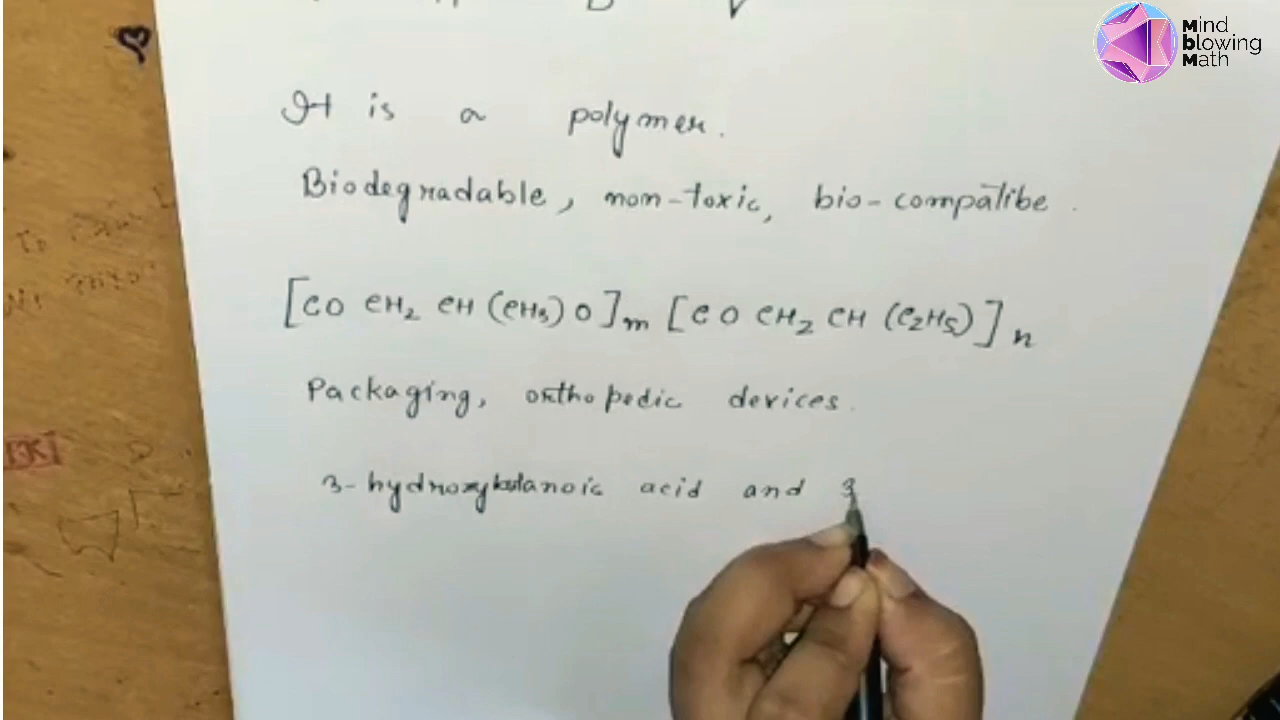 Mind
blowing
Math
It is a polymer.
Biodegradable, non-toxic, bio-compatibe.
[CO CH₂ CH (CH₃) O]ₘ [CO CH₂ CH (C₂H₅)]ₙ
Packaging, orthopedic devices.
3-hydroxybutanoic acid and 3